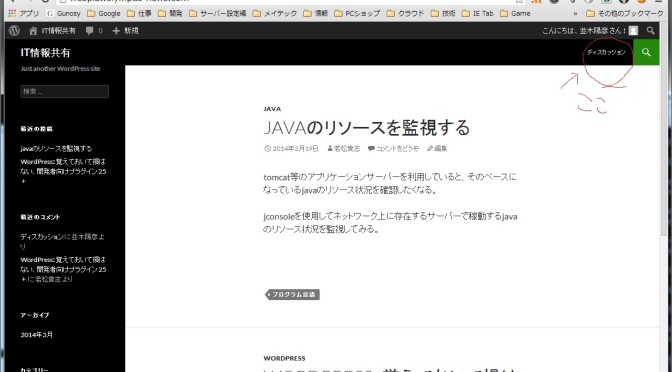 アプリ Gunosy Google 仕事 開発 サーバー設定編 メイテック 情報 PCショップ クラウド 技術 IE Tab Game » その他のブックマーク
IT情報共有 0 + 新規 こんにちは、並木陽彦 さん！
IT情報共有
ディスカッション
Just another WordPress site
ここ
検索 ...
JAVA
JAVAのリソースを監視する
2014年3月19日 若松貴志 コメントをどうぞ 編集
最近の投稿
javaのリソースを監視する
WordPress:覚えておいて損はない、開発者向けプラグイン 25 +
tomcat等のアプリケーションサーバーを利用していると、そのベースに
なっているjavaのリソース状況を確認したくなる。
jconsoleを使用してネットワーク上に存在するサーバーで稼動するjava
のリソース状況を監視してみる。
最近のコメント
ディスカッション に 並木陽彦 より
WordPress:覚えておいて損はない、開発者向けプラグイン 25
+ に 若松貴志 より
プログラム言語
アーカイブ
2014年3月
WORDPRESS
カテゴリー